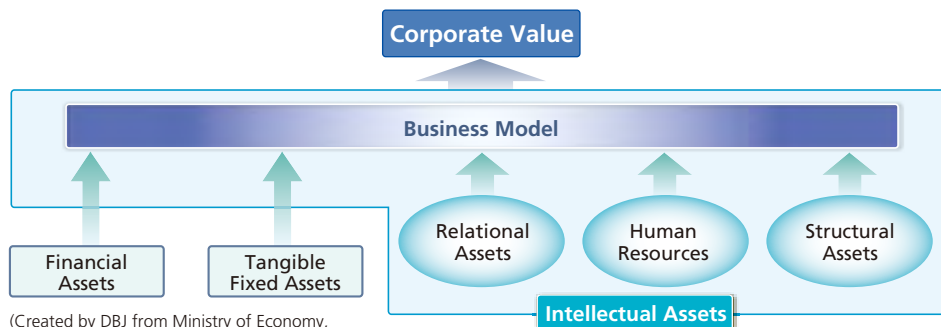 Corporate Value
Business Model
Relational
Assets
Human
Resources
Structural
Assets
Financial
Assets
Tangible
Fixed Assets
Intellectual Assets
(Created by DBJ from Ministry of Economy,